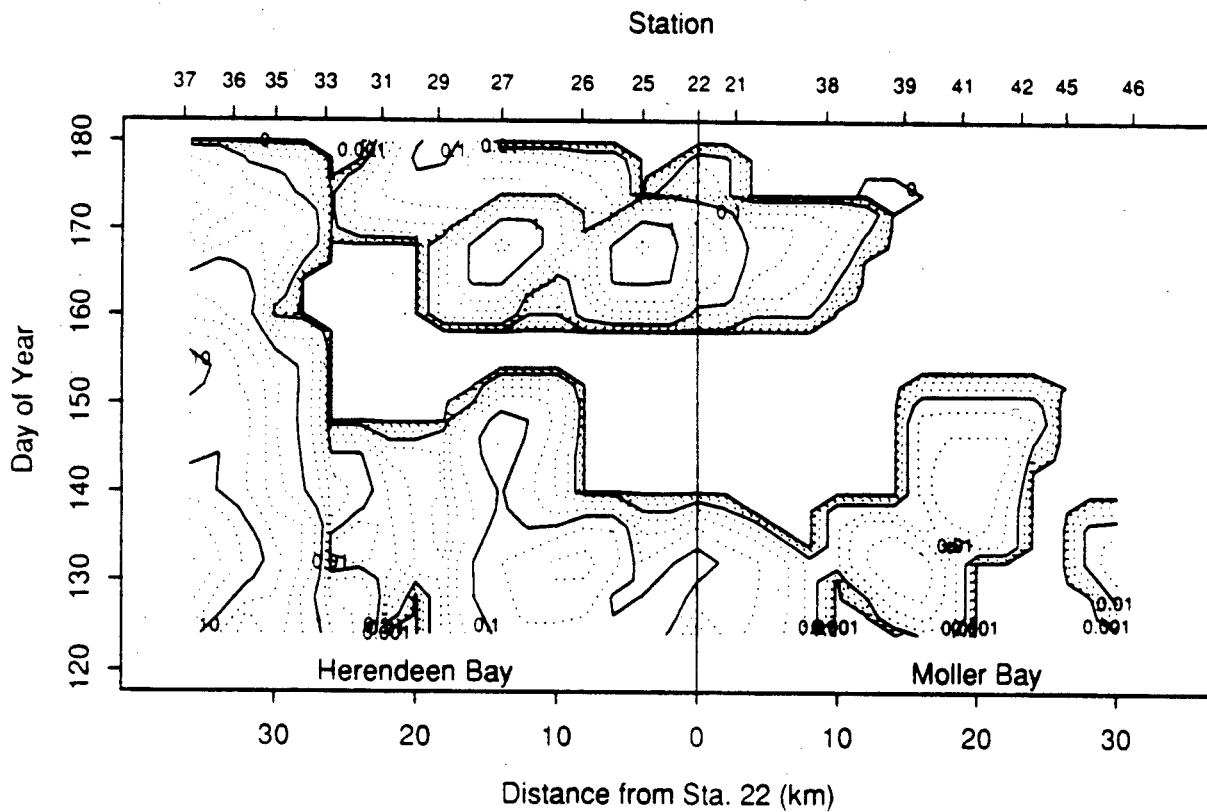 Station
37 36 35 33 31 29 27 26 25 22 21 38 39 41 42 45 46
180
170
160
150
140
130
120
Day of Year
0.001
0.01
0.1
10
0.1
0.01
0.001
Herendeen Bay Moller Bay
30 20 10 0 10 20 30
Distance from Sta. 22 (km)